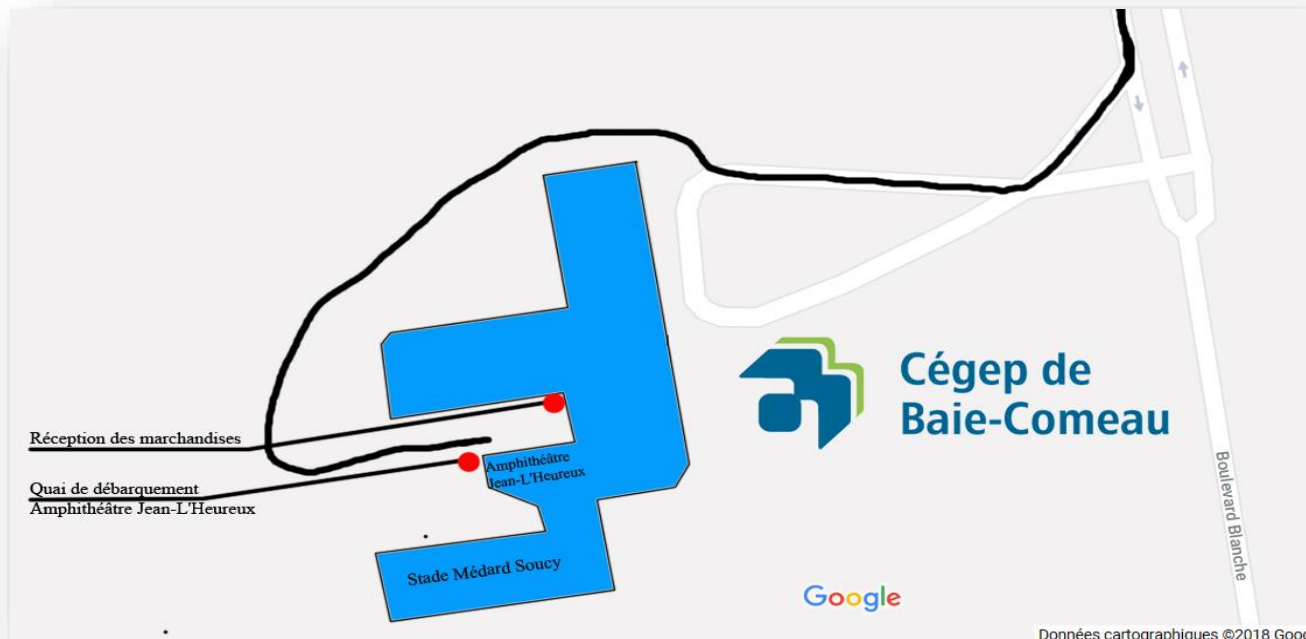 Réception des marchandises
Quai de débarquement
Amphithéâtre Jean-L'Heureux
Amphithéâtre
Jean-L'Heureux
Stade Médard Soucy
Cégep de
Baie-Comeau
Boulevard Blanche
Google
Données cartographiques ©2018